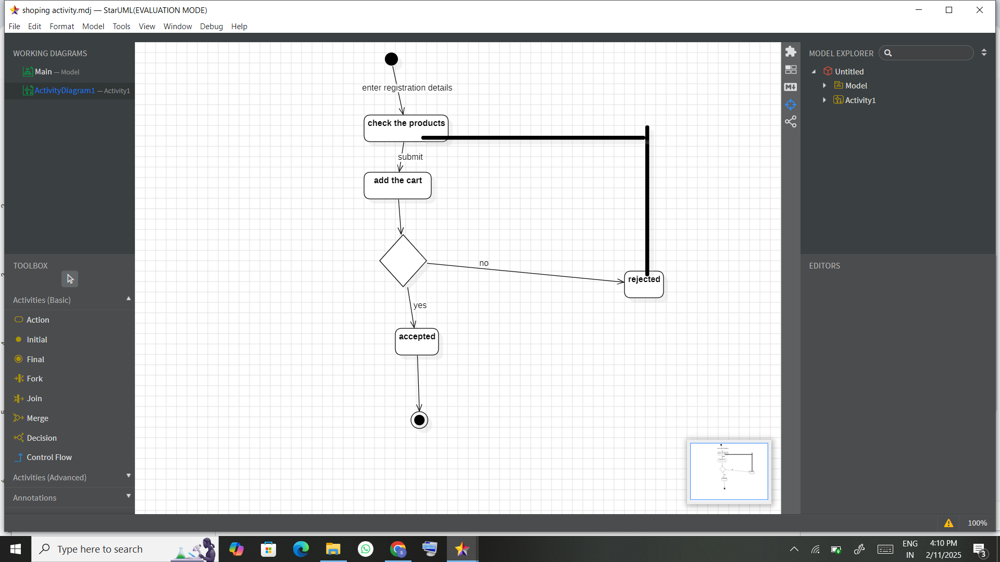 shoping activity.mdj — StarUML(EVALUATION MODE)
File Edit Format Model Tools View Window Debug Help
WORKING DIAGRAMS
Main — Model
ActivityDiagram1 — Activity1
TOOLBOX
Activities (Basic)
Action
Initial
Final
Fork
Join
Merge
Decision
Control Flow
Activities (Advanced)
Annotations
enter registration details
check the products
submit
add the cart
no
rejected
yes
accepted
MODEL EXPLORER
Untitled
Model
Activity1
EDITORS
100%
Type here to search
ENG
IN
4:10 PM
2/11/2025
3